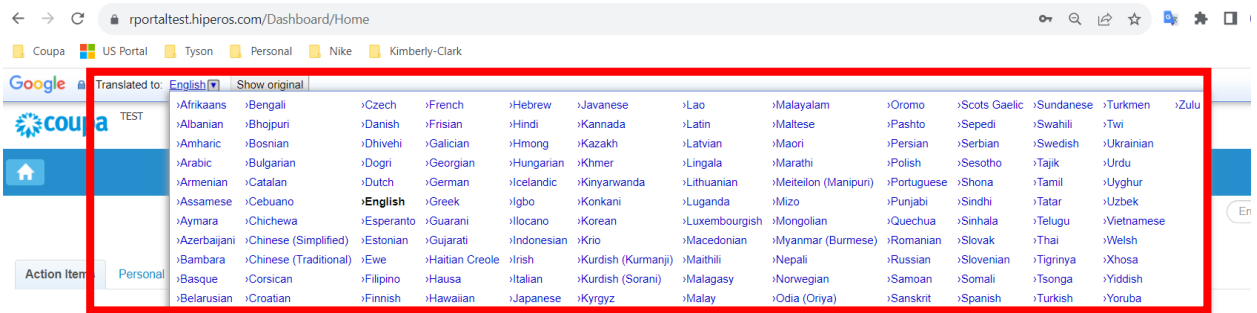 rportaltest.hiperos.com/Dashboard/Home
Coupa US Portal Tyson Personal Nike Kimberly-Clark
Google Translated to: English Show original
›Afrikaans ›Bengali ›Czech ›French ›Hebrew ›Javanese ›Lao ›Malayalam ›Oromo ›Scots Gaelic ›Sundanese ›Turkmen ›Zulu
coupa TEST ›Albanian ›Bhojpuri ›Danish ›Frisian ›Hindi ›Kannada ›Latin ›Maltese ›Pashto ›Sepedi ›Swahili ›Twi
›Amharic ›Bosnian ›Dhivehi ›Galician ›Hmong ›Kazakh ›Latvian ›Maori ›Persian ›Serbian ›Swedish ›Ukrainian
›Arabic ›Bulgarian ›Dogri ›Georgian ›Hungarian ›Khmer ›Lingala ›Marathi ›Polish ›Sesotho ›Tajik ›Urdu
›Armenian ›Catalan ›Dutch ›German ›Icelandic ›Kinyarwanda ›Lithuanian ›Meiteilon (Manipuri) ›Portuguese ›Shona ›Tamil ›Uyghur
›Assamese ›Cebuano ›English ›Greek ›Igbo ›Konkani ›Luganda ›Mizo ›Punjabi ›Sindhi ›Tatar ›Uzbek
›Aymara ›Chichewa ›Esperanto ›Guarani ›Ilocano ›Korean ›Luxembourgish ›Mongolian ›Quechua ›Sinhala ›Telugu ›Vietnamese
›Azerbaijani ›Chinese (Simplified) ›Estonian ›Gujarati ›Indonesian ›Krio ›Macedonian ›Myanmar (Burmese) ›Romanian ›Slovak ›Thai ›Welsh
›Bambara ›Chinese (Traditional) ›Ewe ›Haitian Creole ›Irish ›Kurdish (Kurmanji) ›Maithili ›Nepali ›Russian ›Slovenian ›Tigrinya ›Xhosa
Action Items Personal ›Basque ›Corsican ›Filipino ›Hausa ›Italian ›Kurdish (Sorani) ›Malagasy ›Norwegian ›Samoan ›Somali ›Tsonga ›Yiddish
›Belarusian ›Croatian ›Finnish ›Hawaiian ›Japanese ›Kyrgyz ›Malay ›Odia (Oriya) ›Sanskrit ›Spanish ›Turkish ›Yoruba